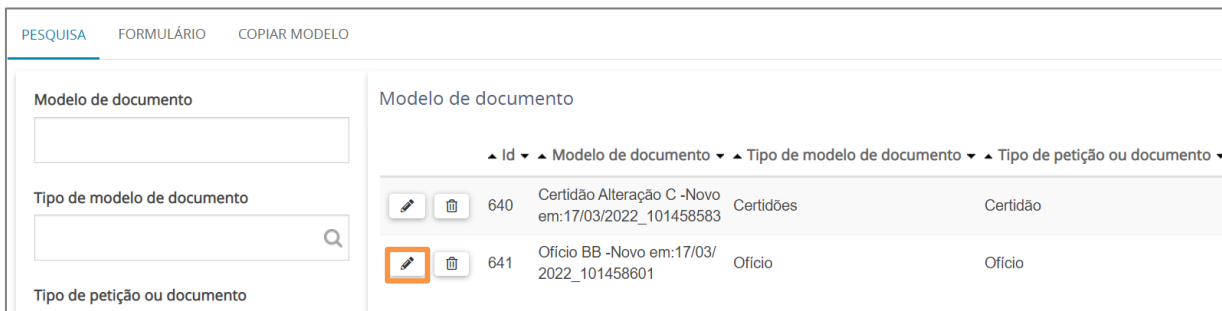 PESQUISA FORMULÁRIO COPIAR MODELO
Modelo de documento
Tipo de modelo de documento
Tipo de petição ou documento
Modelo de documento
Id Modelo de documento Tipo de modelo de documento Tipo de petição ou documento
640 Certidão Alteração C -Novo Certidões Certidão
em:17/03/2022_101458583
641 Ofício BB -Novo em:17/03/ Ofício Ofício
2022_101458601